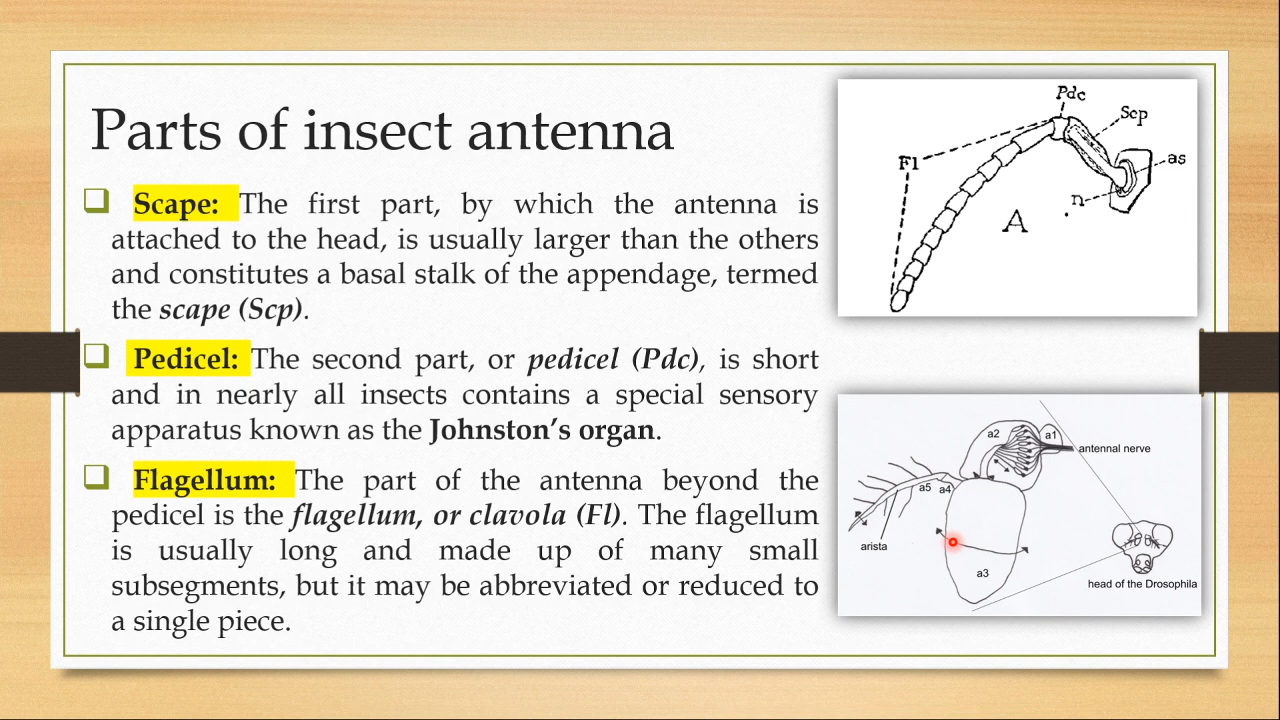 Parts of insect antenna
❑ Scape: The first part, by which the antenna is
attached to the head, is usually larger than the others
and constitutes a basal stalk of the appendage, termed
the scape (Scp).
❑ Pedicel: The second part, or pedicel (Pdc), is short
and in nearly all insects contains a special sensory
apparatus known as the Johnston’s organ.
❑ Flagellum: The part of the antenna beyond the
pedicel is the flagellum, or clavola (Fl). The flagellum
is usually long and made up of many small
subsegments, but it may be abbreviated or reduced to
a single piece.
Pdc
Scp
Fl
as
n
A
a2
a1
antennal nerve
a5 a4
arista
a3
head of the Drosophila